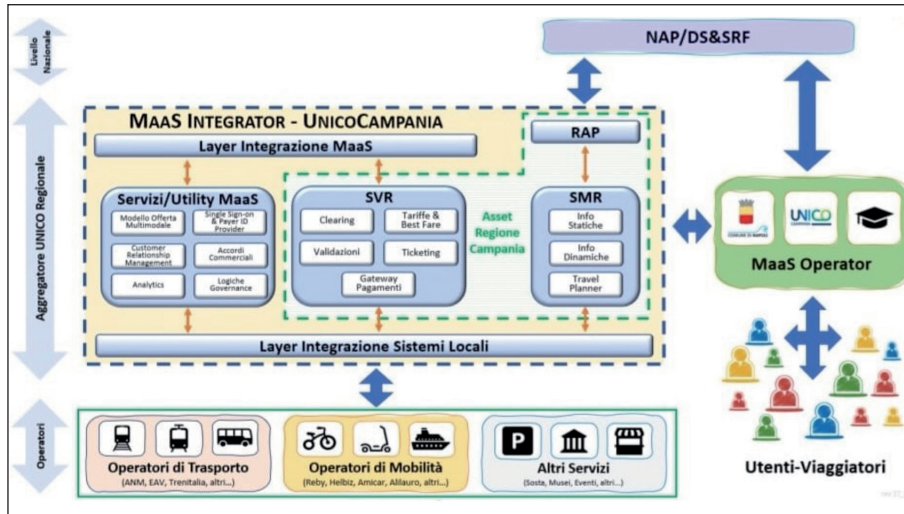 Livello
Nazionale
NAP/DS&SRF
Aggregatore UNICO Regionale
MAAS INTEGRATOR - UNICOCAMPANIA
Layer Integrazione MaaS
RAP
Servizi/Utility MaaS
Modello Offerta
Multimodale
Single Sign-on
& Payer ID
Provider
Customer
Relationship
Management
Accordi
Commerciali
Analytics
Logiche
Governance
SVR
Clearing
Tariffe &
Best Fare
Validazioni
Ticketing
Gateway
Pagamenti
Asset
Regione
Campania
SMR
Info
Statiche
Info
Dinamiche
Travel
Planner
Layer Integrazione Sistemi Locali
COMUNE DI NAPOLI
UNICO
MaaS Operator
Operatori
Operatori di Trasporto
(ANM, EAV, Trenitalia, altri...)
Operatori di Mobilità
(Reby, Helbiz, Amicar, Alilauro, altri...)
P
Altri Servizi
(Sosta, Musei, Eventi, altri...)
Utenti-Viaggiatori